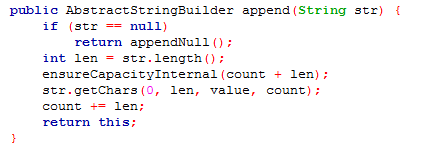 public AbstractStringBuilder append(String str) {
    if (str == null)
        return appendNull();
    int len = str.length();
    ensureCapacityInternal(count + len);
    str.getChars(0, len, value, count);
    count += len;
    return this;
}